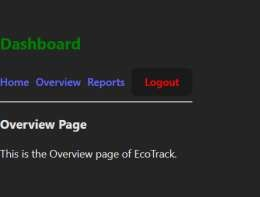 Dashboard
Home Overview Reports Logout
Overview Page
This is the Overview page of EcoTrack.